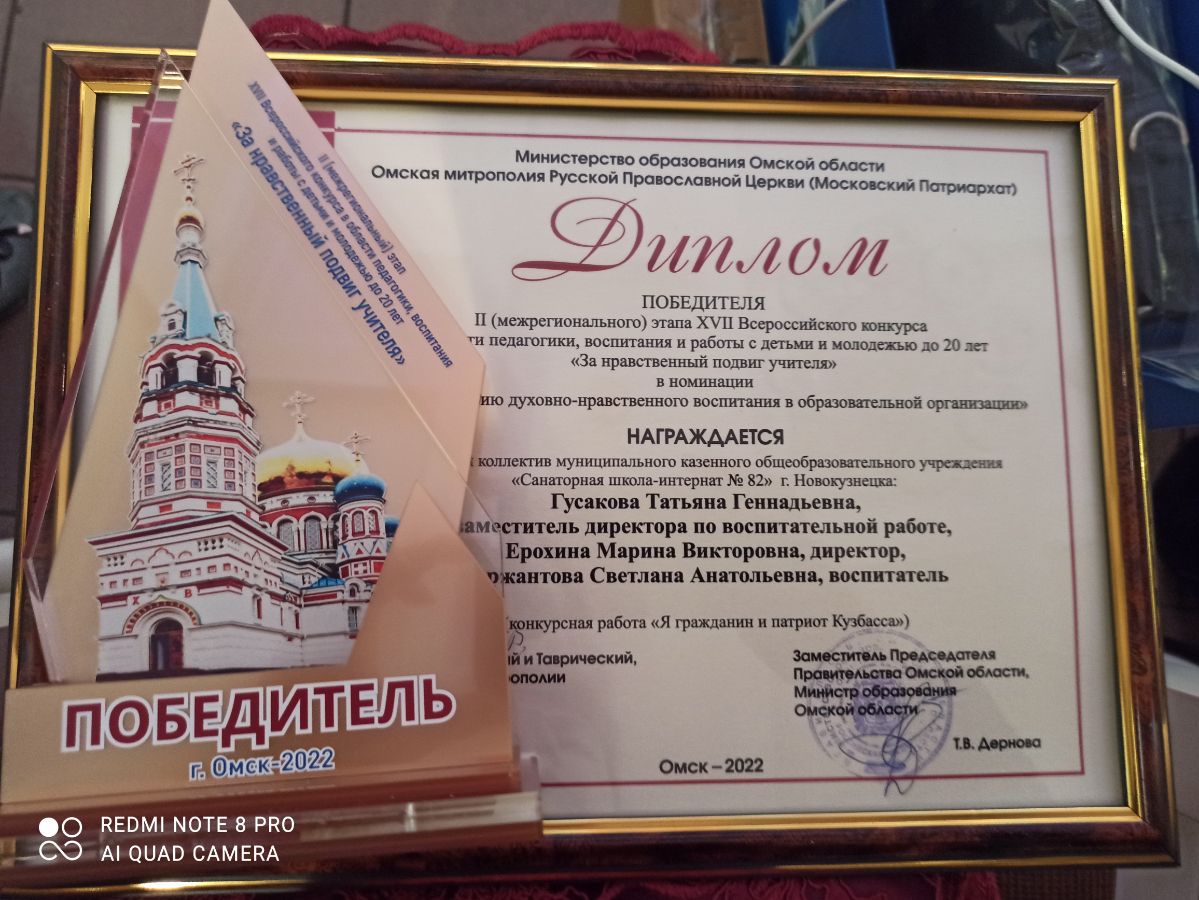 II (межрегиональный) этап
XVII Всероссийского конкурса в области педагогики, воспитания
и работы с детьми и молодежью до 20 лет
«За нравственный подвиг учителя»
Х В
ПОБЕДИТЕЛЬ
г. Омск-2022
Министерство образования Омской области
Омская митрополия Русской Православной Церкви (Московский Патриархат)
Диплом
ПОБЕДИТЕЛЯ
II (межрегионального) этапа XVII Всероссийского конкурса
педагогики, воспитания и работы с детьми и молодежью до 20 лет
«За нравственный подвиг учителя»
в номинации
духовно-нравственного воспитания в образовательной организации»
НАГРАЖДАЕТСЯ
коллектив муниципального казенного общеобразовательного учреждения
«Санаторная школа-интернат № 82» г. Новокузнецка:
Гусакова Татьяна Геннадьевна,
заместитель директора по воспитательной работе,
Ерохина Марина Викторовна, директор,
Светлана Анатольевна, воспитатель
(конкурсная работа «Я гражданин и патриот Кузбасса»)
и Таврический,
Заместитель Председателя
Правительства Омской области,
Министр образования
Омской области
Т.В. Дернова
Омск – 2022
REDMI NOTE 8 PRO
AI QUAD CAMERA